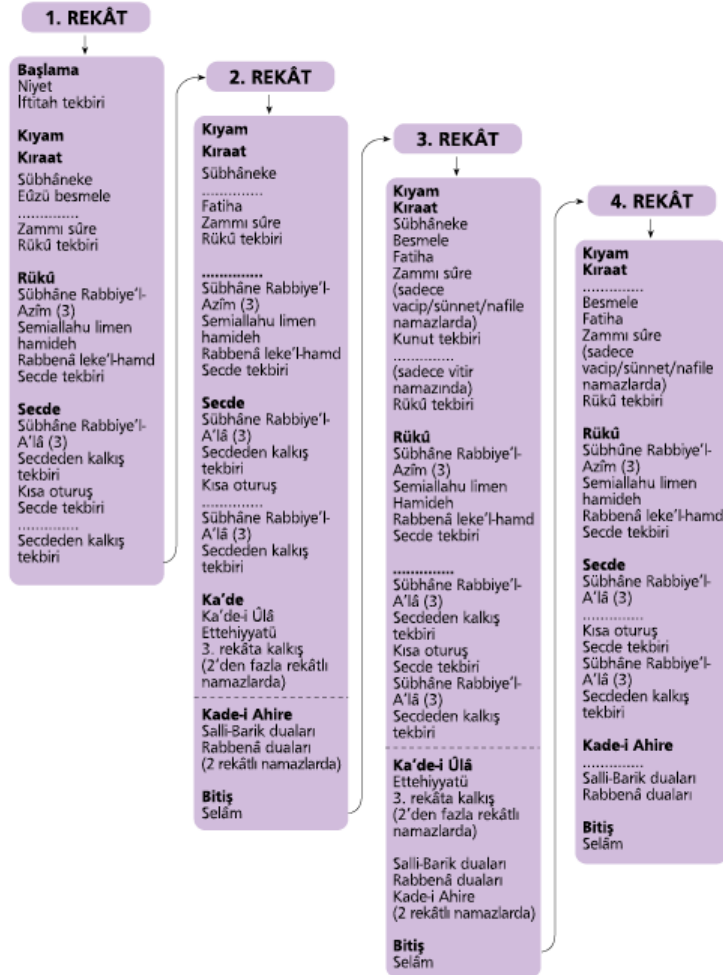 1. REKÂT
Başlama
Niyet
İftitah tekbiri
Kıyam
Kıraat
Sübhâneke
Eûzü besmele
..............
Zammı sûre
Rükû tekbiri
Rükû
Sübhâne Rabbiye'l-
Azîm (3)
Semiallahu limen
hamideh
Rabbenâ leke'l-hamd
Secde tekbiri
Secde
Sübhâne Rabbiye'l-
A'lâ (3)
Secdeden kalkış
tekbiri
Kısa oturuş
Secde tekbiri
..............
Secdeden kalkış
tekbiri
2. REKÂT
Kıyam
Kıraat
Sübhâneke
..............
Fatiha
Zammı sûre
Rükû tekbiri
..............
Sübhâne Rabbiye'l-
Azîm (3)
Semiallahu limen
hamideh
Rabbenâ leke'l-hamd
Secde tekbiri
Secde
Sübhâne Rabbiye'l-
A'lâ (3)
Secdeden kalkış
tekbiri
Kısa oturuş
..............
Sübhâne Rabbiye'l-
A'lâ (3)
Secdeden kalkış
tekbiri
Ka'de
Ka'de-i Ûlâ
Ettehiyyatü
3. rekâta kalkış
(2'den fazla rekâtlı
namazlarda)
Kade-i Ahire
Salli-Barik duaları
Rabbenâ duaları
(2 rekâtlı namazlarda)
Bitiş
Selâm
3. REKÂT
Kıyam
Kıraat
Sübhâneke
Besmele
Fatiha
Zammı sûre
(sadece
vacip/sünnet/nafile
namazlarda)
Kunut tekbiri
..............
(sadece vitir
namazında)
Rükû tekbiri
Rükû
Sübhâne Rabbiye'l-
Azîm (3)
Semiallahu limen
Hamideh
Rabbenâ leke'l-hamd
Secde tekbiri
..............
Sübhâne Rabbiye'l-
A'lâ (3)
Secdeden kalkış
tekbiri
Kısa oturuş
Secde tekbiri
Sübhâne Rabbiye'l-
A'lâ (3)
Secdeden kalkış
tekbiri
Ka'de-i Ûlâ
Ettehiyyatü
3. rekâta kalkış
(2'den fazla rekâtlı
namazlarda)
Salli-Barik duaları
Rabbenâ duaları
Kade-i Ahire
(2 rekâtlı namazlarda)
Bitiş
Selâm
4. REKÂT
Kıyam
Kıraat
..............
Besmele
Fatiha
Zammı sûre
(sadece
vacip/sünnet/nafile
namazlarda)
Rükû tekbiri
Rükû
Sübhâne Rabbiye'l-
Azîm (3)
Semiallahu limen
hamideh
Rabbenâ leke'l-hamd
Secde tekbiri
Secde
Sübhâne Rabbiye'l-
A'lâ (3)
..............
Kısa oturuş
Secde tekbiri
Sübhâne Rabbiye'l-
A'lâ (3)
Secdeden kalkış
tekbiri
Kade-i Ahire
..............
Salli-Barik duaları
Rabbenâ duaları
Bitiş
Selâm